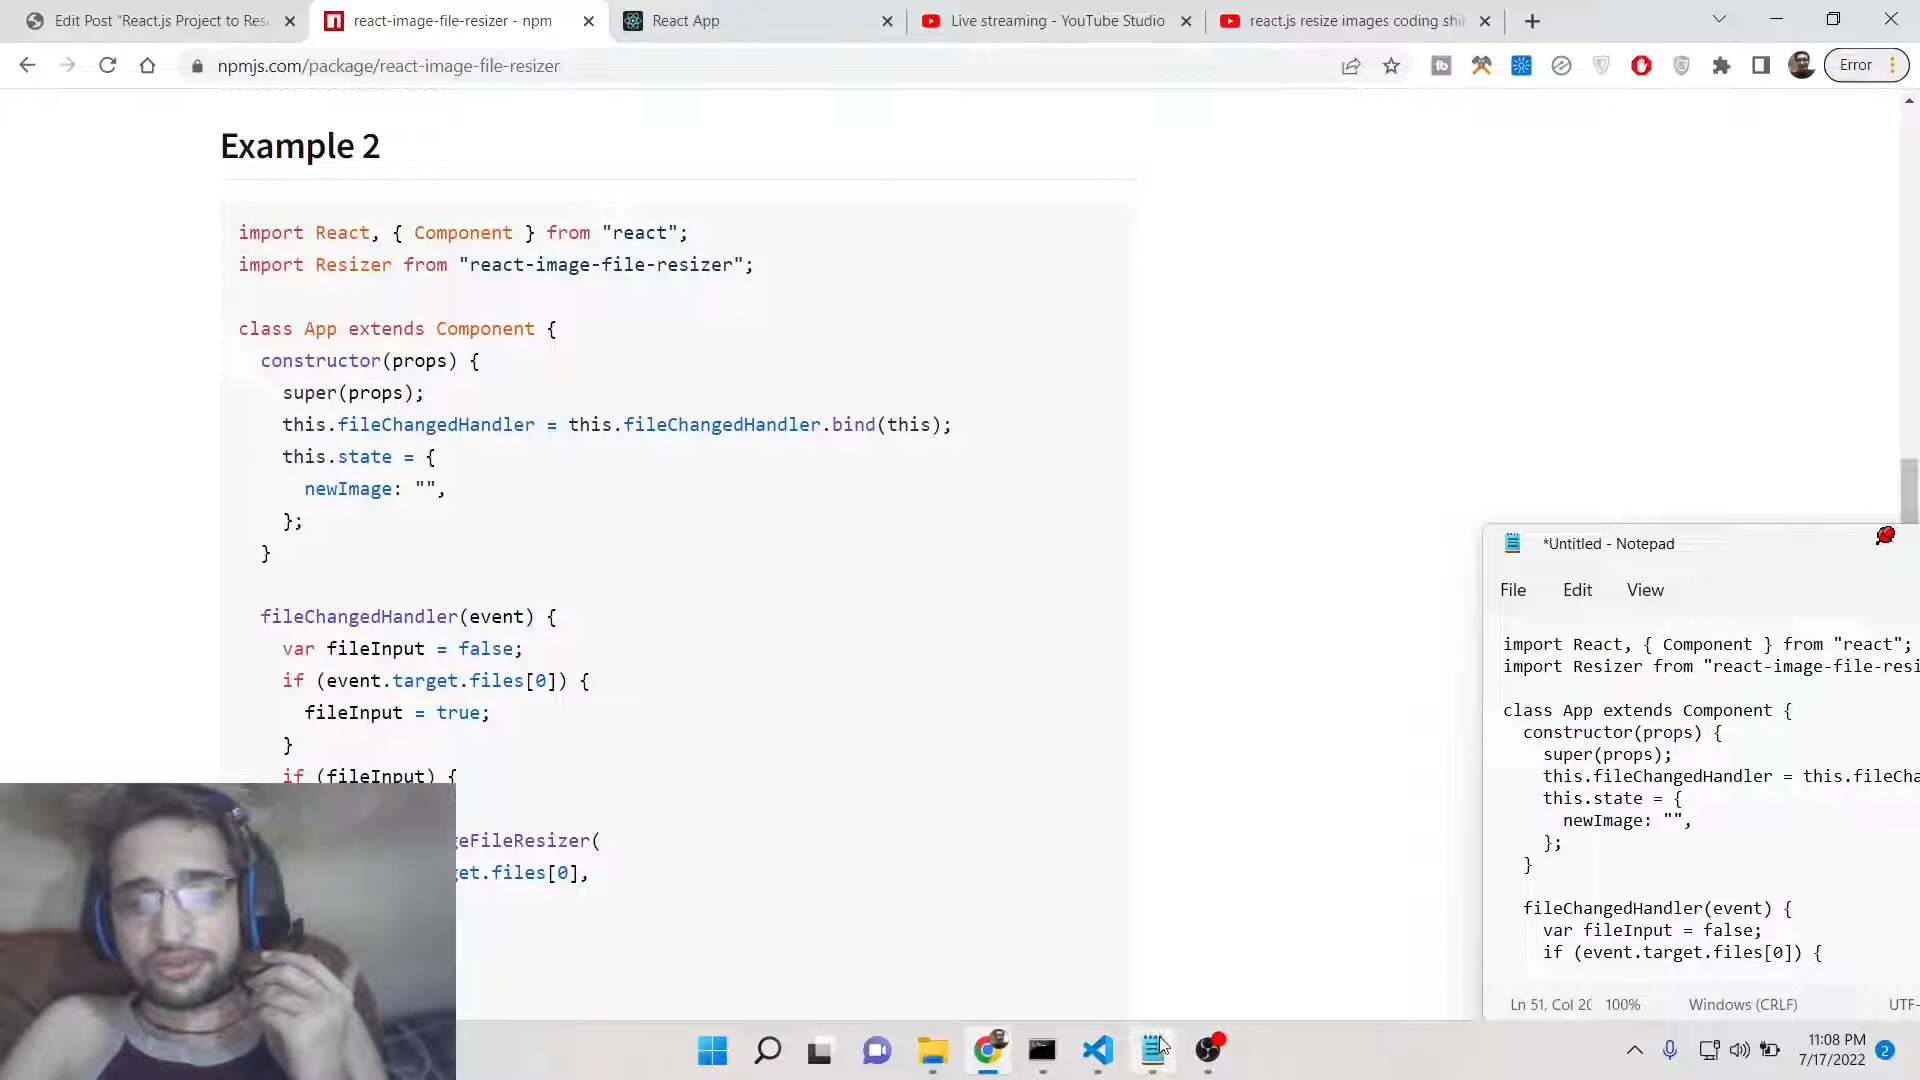 Edit Post "React.js Project to Res
react-image-file-resizer - npm
React App
Live streaming - YouTube Studio
react.js resize images coding shi
npmjs.com/package/react-image-file-resizer
Error
Example 2
import React, { Component } from "react";
import Resizer from "react-image-file-resizer";
class App extends Component {
constructor(props) {
super(props);
this.fileChangedHandler = this.fileChangedHandler.bind(this);
this.state = {
newImage: "",
};
}
fileChangedHandler(event) {
var fileInput = false;
if (event.target.files[0]) {
fileInput = true;
}
if (fileInput) {
geFileResizer(
get.files[0],
*Untitled - Notepad
File Edit View
import React, { Component } from "react";
import Resizer from "react-image-file-resi
class App extends Component {
constructor(props) {
super(props);
this.fileChangedHandler = this.fileCha
this.state = {
newImage: "",
};
}
fileChangedHandler(event) {
var fileInput = false;
if (event.target.files[0]) {
Ln 51, Col 20 100% Windows (CRLF) UTF-
11:08 PM
7/17/2022
2